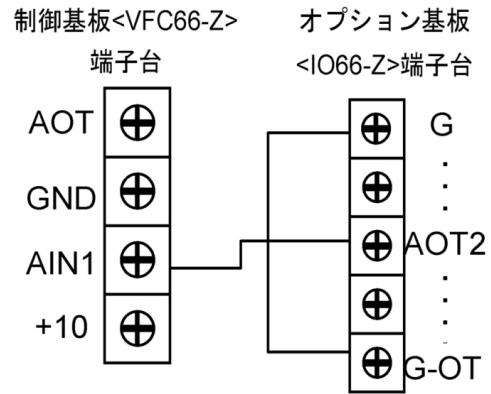 制御基板<VFC66-Z>
端子台
オプション基板
<IO66-Z>端子台
AOT
GND
AIN1
+10
G
AOT2
G-OT